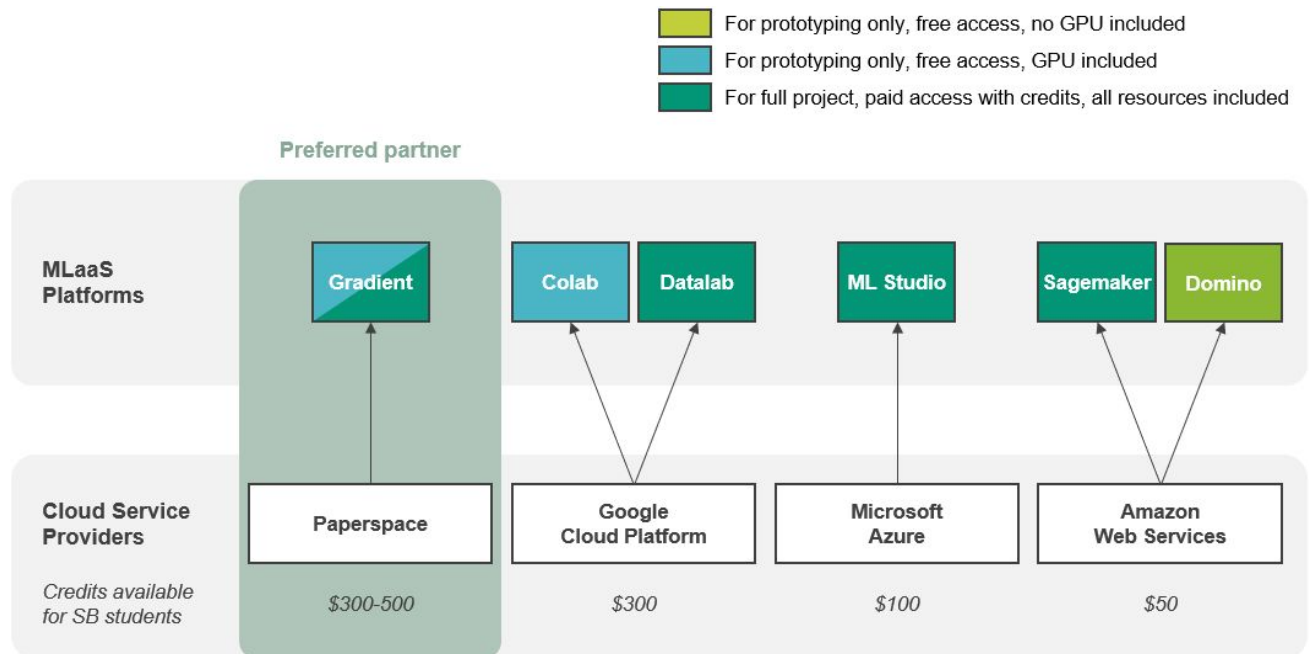 For prototyping only, free access, no GPU included
For prototyping only, free access, GPU included
For full project, paid access with credits, all resources included
Preferred partner
MLaaS
Platforms
Gradient
Colab
Datalab
ML Studio
Sagemaker
Domino
Cloud Service
Providers
Paperspace
Google
Cloud Platform
Microsoft
Azure
Amazon
Web Services
Credits available
for SB students
$300-500
$300
$100
$50